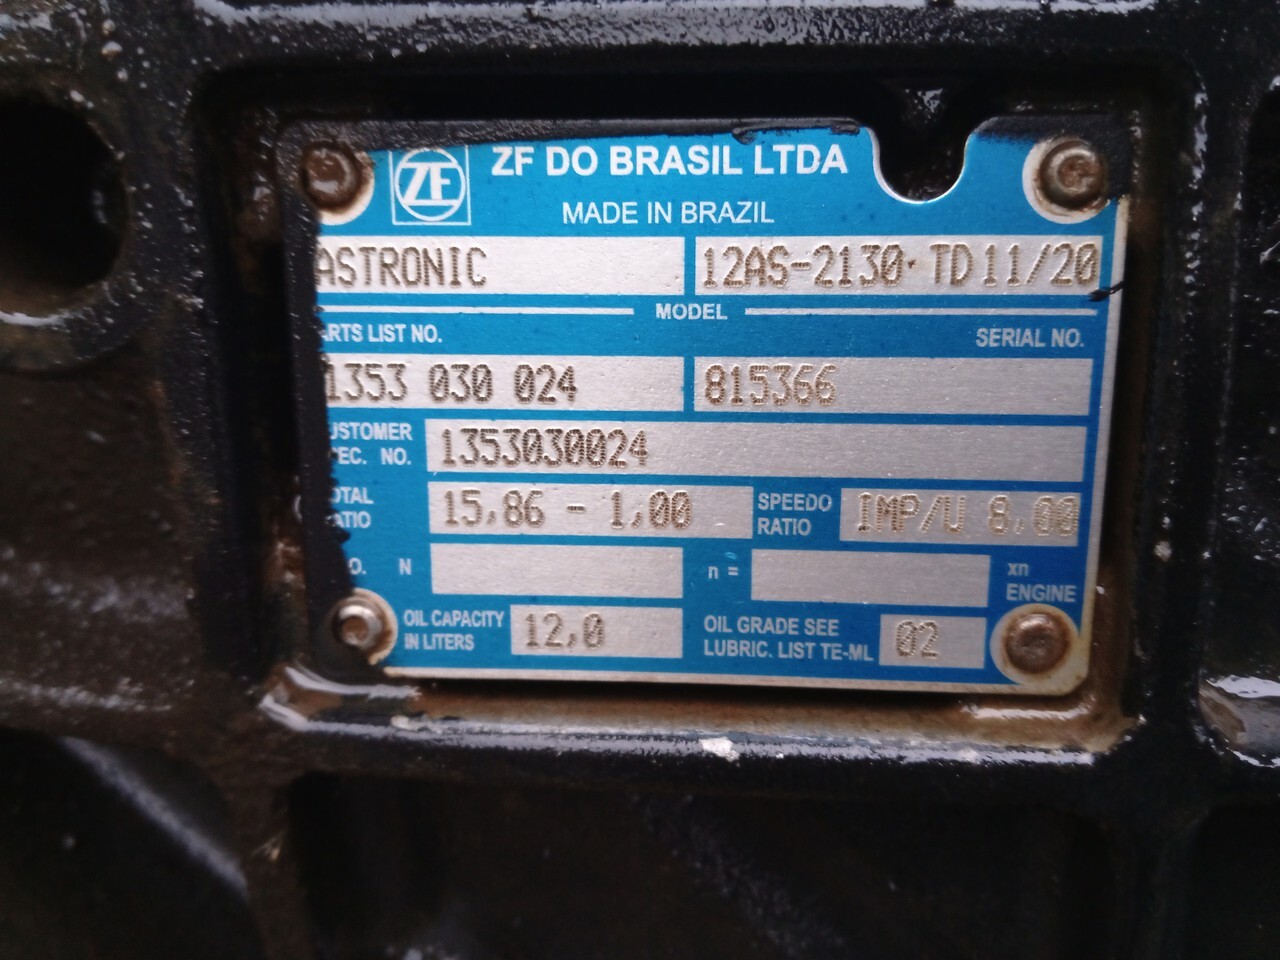 ZF
ZF DO BRASIL LTDA
MADE IN BRAZIL
ASTRONIC 12AS-2130 TD 11/20
MODEL
ARTS LIST NO. SERIAL NO.
1353 030 024 815366
USTOMER
EC. NO. 1353030024
OTAL
ATIO 15,86 - 1,00 SPEEDO
RATIO IMP/U 8,00
O. N n = xn
ENGINE
OIL CAPACITY
IN LITERS 12,0 OIL GRADE SEE
LUBRIC. LIST TE-ML 02